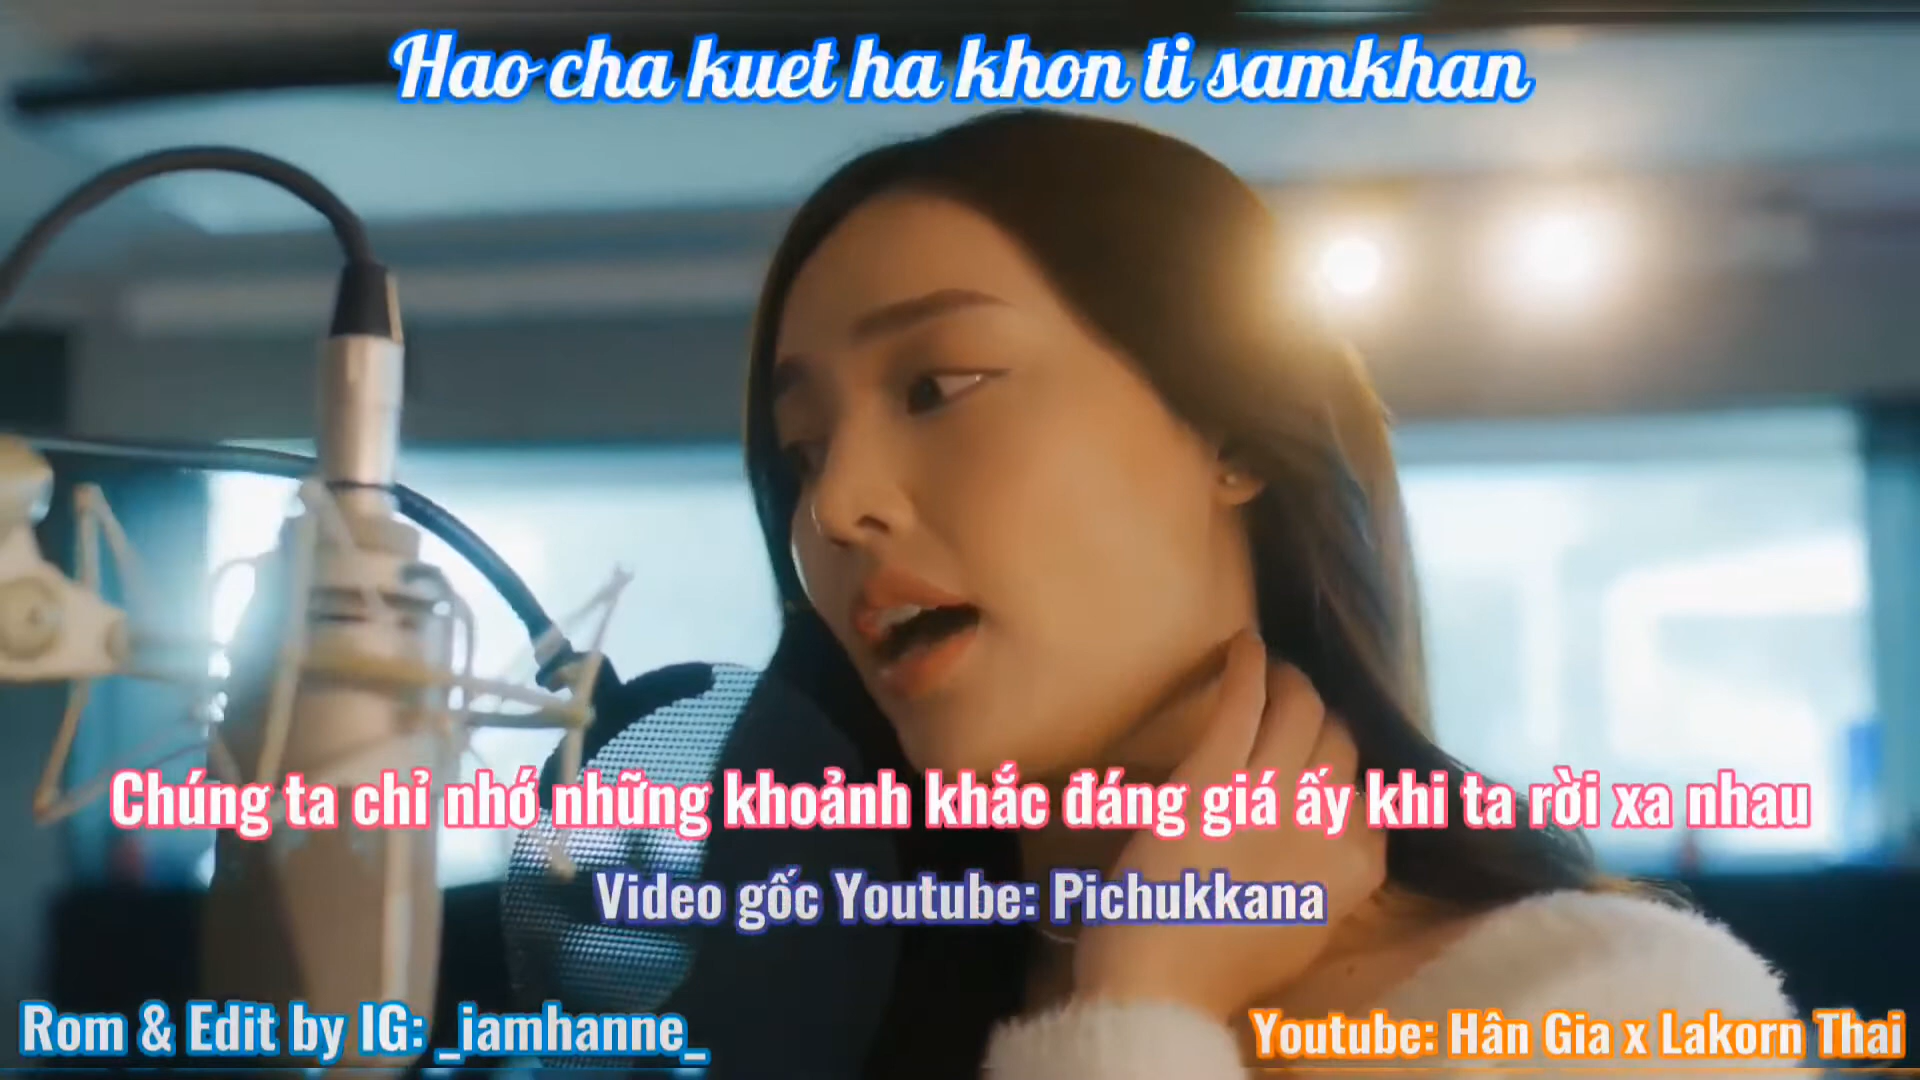 Hao cha kuet ha khon ti samkhan
Chúng ta chỉ nhớ những khoảnh khắc đáng giá ấy khi ta rời xa nhau
Video gốc Youtube: Pichukkana
Rom & Edit by IG: _iamhanne_
Youtube: Hân Gia x Lakorn Thai